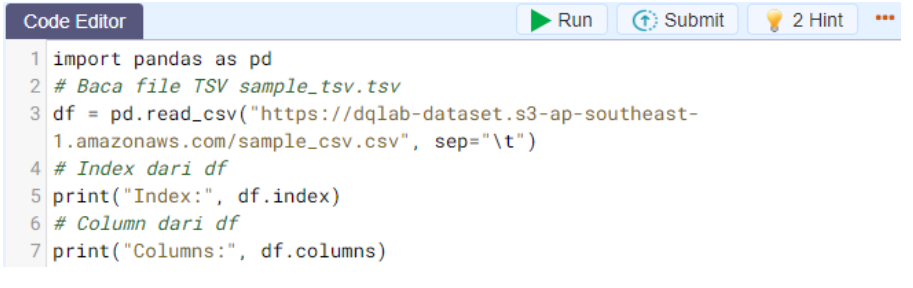 Code Editor Run Submit 2 Hint
1 import pandas as pd
2 # Baca file TSV sample_tsv.tsv
3 df = pd.read_csv("https://dqlab-dataset.s3-ap-southeast-
1.amazonaws.com/sample_csv.csv", sep="\t")
4 # Index dari df
5 print("Index:", df.index)
6 # Column dari df
7 print("Columns:", df.columns)